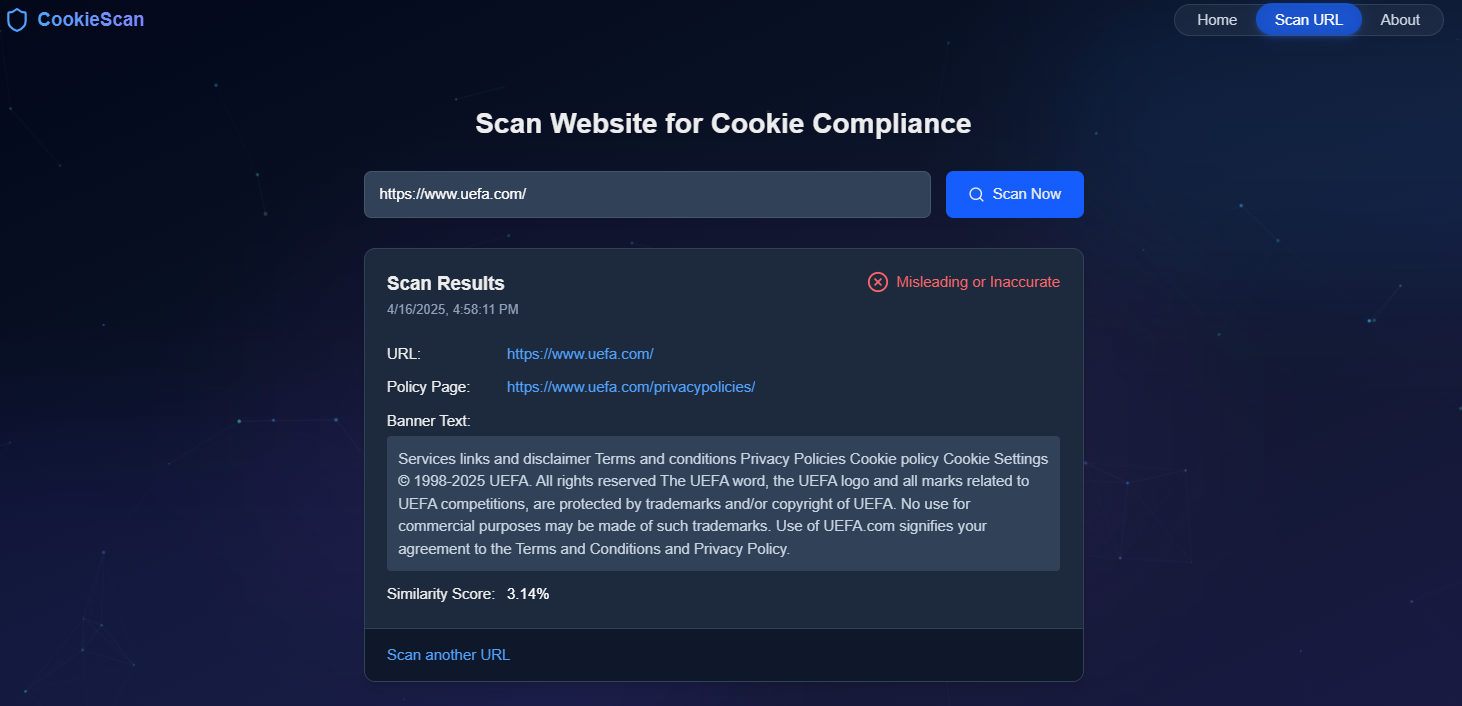 CookieScan
Home
Scan URL
About
Scan Website for Cookie Compliance
https://www.uefa.com/
Scan Now
Scan Results
Misleading or Inaccurate
4/16/2025, 4:58:11 PM
URL:
https://www.uefa.com/
Policy Page:
https://www.uefa.com/privacypolicies/
Banner Text:
Services links and disclaimer Terms and conditions Privacy Policies Cookie policy Cookie Settings
© 1998-2025 UEFA. All rights reserved The UEFA word, the UEFA logo and all marks related to
UEFA competitions, are protected by trademarks and/or copyright of UEFA. No use for
commercial purposes may be made of such trademarks. Use of UEFA.com signifies your
agreement to the Terms and Conditions and Privacy Policy.
Similarity Score: 3.14%
Scan another URL